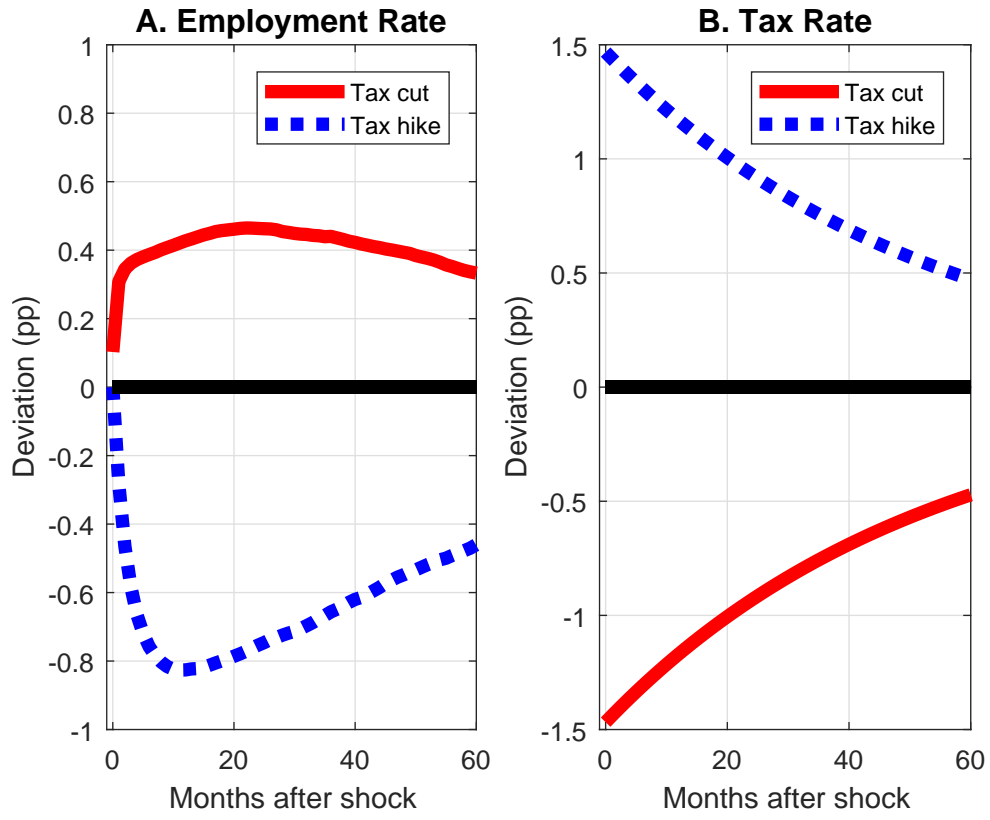 A. Employment Rate
1
0.8
0.6
0.4
0.2
0
-0.2
-0.4
-0.6
-0.8
-1
Deviation (pp)
Tax cut
Tax hike
0 20 40 60
Months after shock
B. Tax Rate
1.5
1
0.5
0
-0.5
-1
-1.5
Deviation (pp)
Tax cut
Tax hike
0 20 40 60
Months after shock